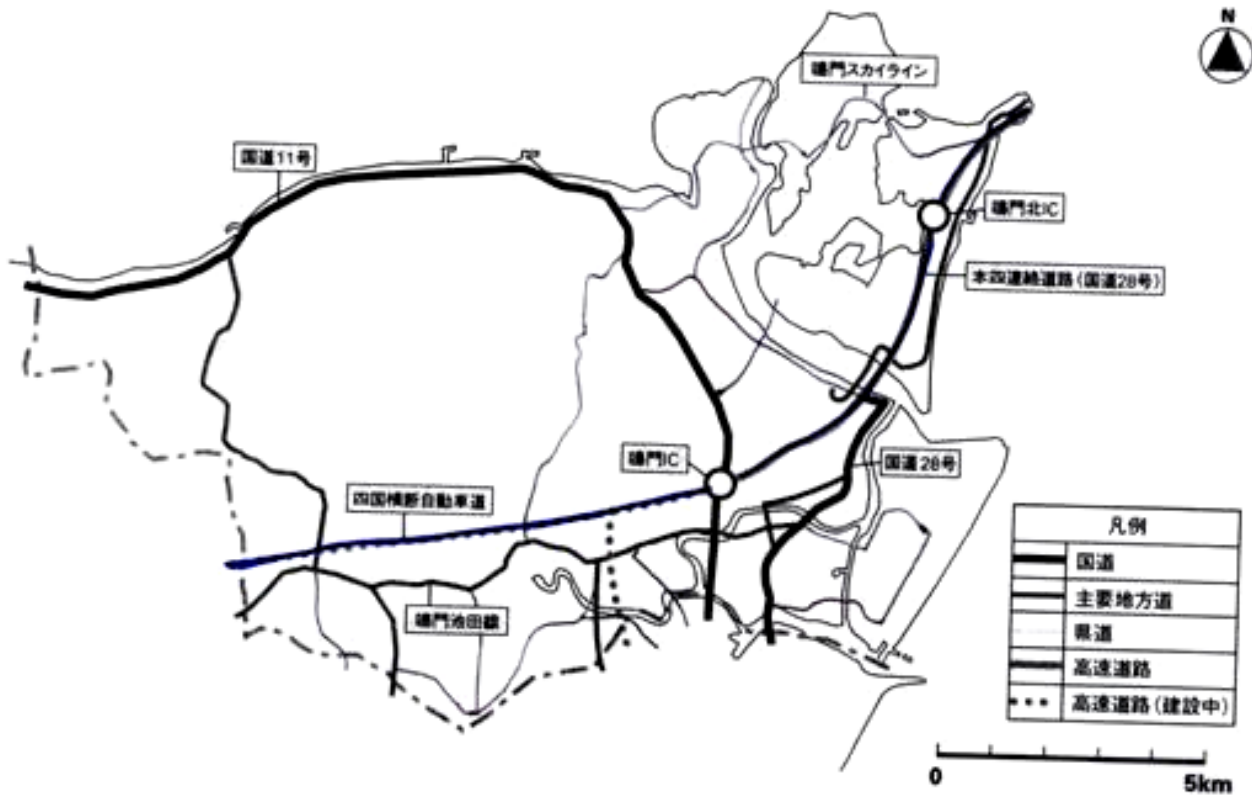 N
鳴門スカイライン
国道11号
鳴門北IC
本四連絡道路(国道28号)
鳴門IC
国道28号
四国横断自動車道
鳴門池田線
凡例
国道
主要地方道
県道
高速道路
高速道路(建設中)
0
5km